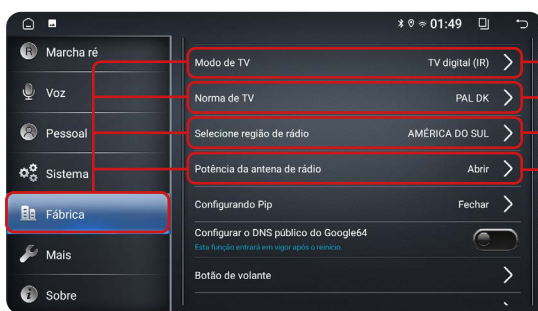 01:49
R Marcha ré
Voz
Pessoal
Sistema
Fábrica
Mais
i Sobre
Modo de TV TV digital (IR)
Norma de TV PAL DK
Selecione região de rádio AMÉRICA DO SUL
Potência da antena de rádio Abrir
Configurando Pip Fechar
Configurar o DNS público do Google64
Esta função entrará em vigor após o reinício.
Botão de volante